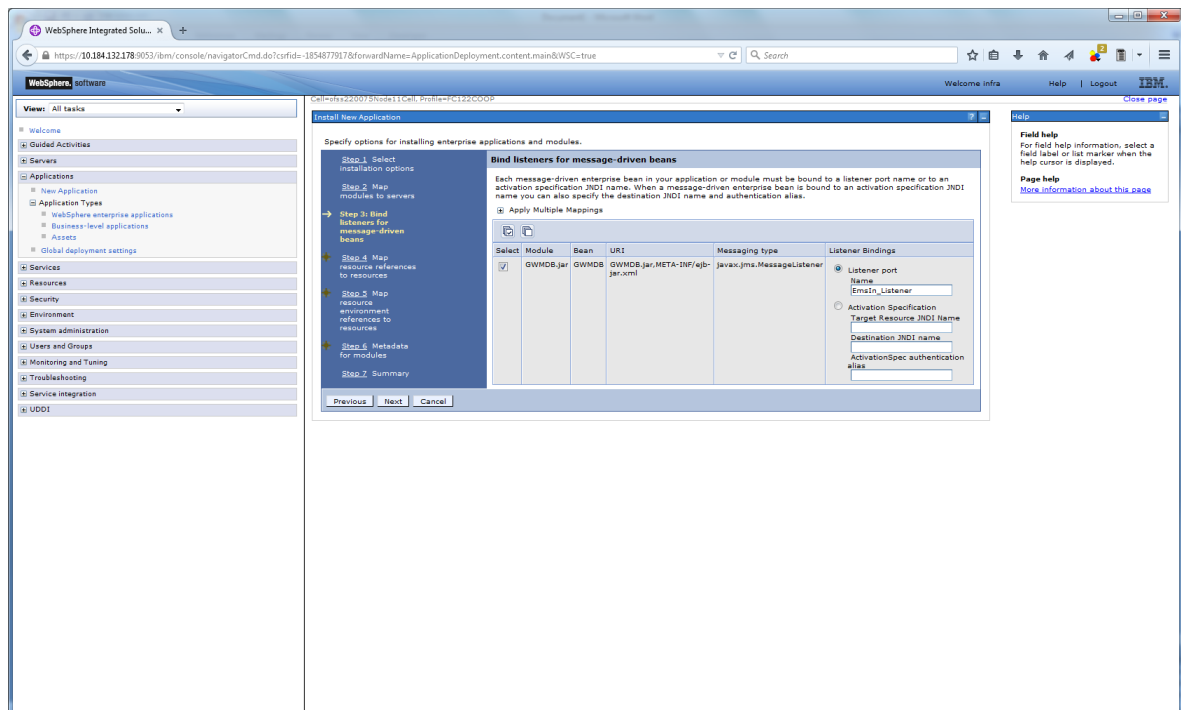 WebSphere Integrated Solu... × +
https://10.184.132.178:9053/ibm/console/navigatorCmd.do?csrfid=-1854877917&forwardName=ApplicationDeployment.content.main&WSC=true
Search
2
WebSphere. software
Welcome infra
Help | Logout
IBM.
View: All tasks
Welcome
Guided Activities
Servers
Applications
New Application
Application Types
WebSphere enterprise applications
Business-level applications
Assets
Global deployment settings
Services
Resources
Security
Environment
System administration
Users and Groups
Monitoring and Tuning
Troubleshooting
Service integration
UDDI
Cell=ofss220075Node11Cell, Profile=FC122COOP
Close page
Install New Application
?
Specify options for installing enterprise applications and modules.
Step 1 Select
installation options
Step 2 Map
modules to servers
Step 3: Bind
listeners for
message-driven
beans
Step 4 Map
resource references
to resources
Step 5 Map
resource
environment
references to
resources
Step 6 Metadata
for modules
Step 7 Summary
Bind listeners for message-driven beans
Each message-driven enterprise bean in your application or module must be bound to a listener port name or to an
activation specification JNDI name. When a message-driven enterprise bean is bound to an activation specification JNDI
name you can also specify the destination JNDI name and authentication alias.
Apply Multiple Mappings
Select Module Bean URI Messaging type Listener Bindings
GWMDB.jar GWMDB GWMDB.jar,META-INF/ejb-
jar.xml
javax.jms.MessageListener
Listener port
Name
EmsIn_Listener
Activation Specification
Target Resource JNDI Name
Destination JNDI name
ActivationSpec authentication
alias
Previous Next Cancel
Help
Field help
For field help information, select a
field label or list marker when the
help cursor is displayed.
Page help
More information about this page